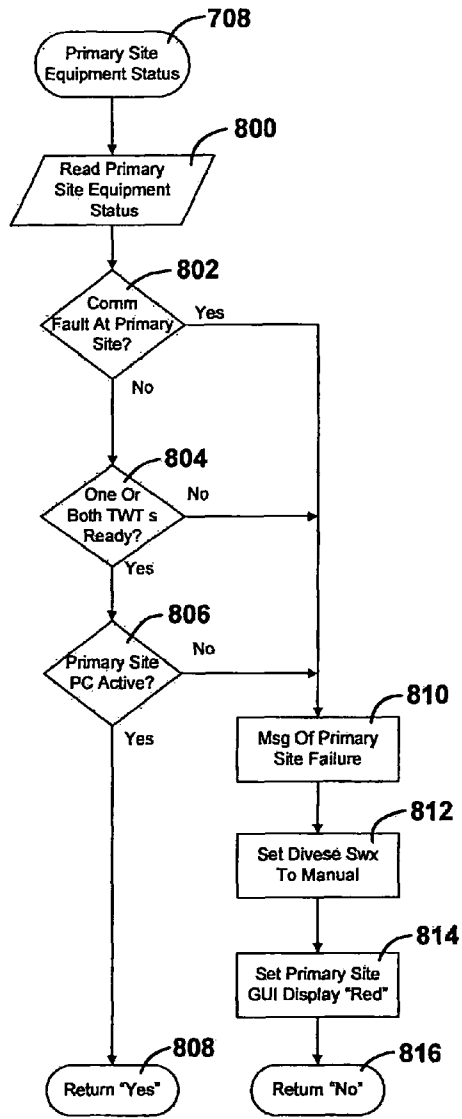 708
Primary Site
Equipment Status
800
Read Primary
Site Equipment
Status
802
Comm
Fault At Primary
Site?
Yes
No
804
One Or
Both TWT s
Ready?
No
Yes
806
Primary Site
PC Active?
No
Yes
810
Msg Of Primary
Site Failure
812
Set Divesé Swx
To Manual
814
Set Primary Site
GUI Display "Red"
808
Return "Yes"
816
Return "No"